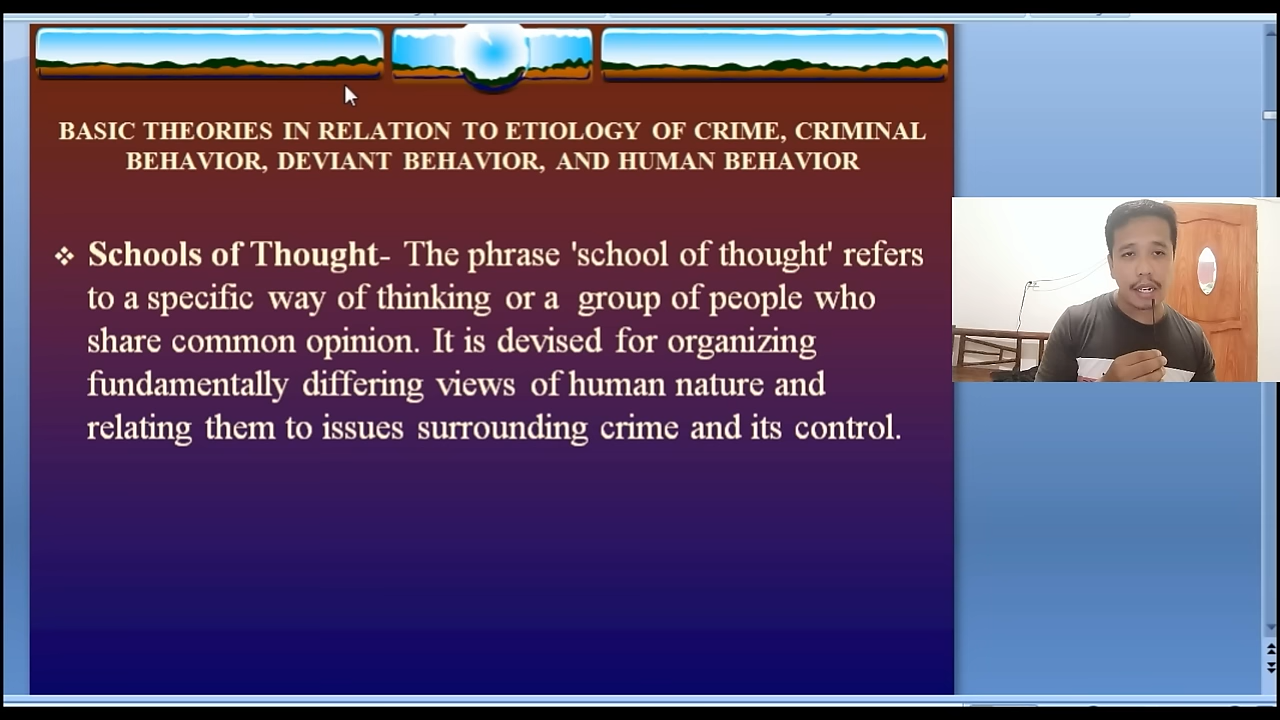 BASIC THEORIES IN RELATION TO ETIOLOGY OF CRIME, CRIMINAL
BEHAVIOR, DEVIANT BEHAVIOR, AND HUMAN BEHAVIOR
❖ Schools of Thought- The phrase 'school of thought' refers
to a specific way of thinking or a group of people who
share common opinion. It is devised for organizing
fundamentally differing views of human nature and
relating them to issues surrounding crime and its control.